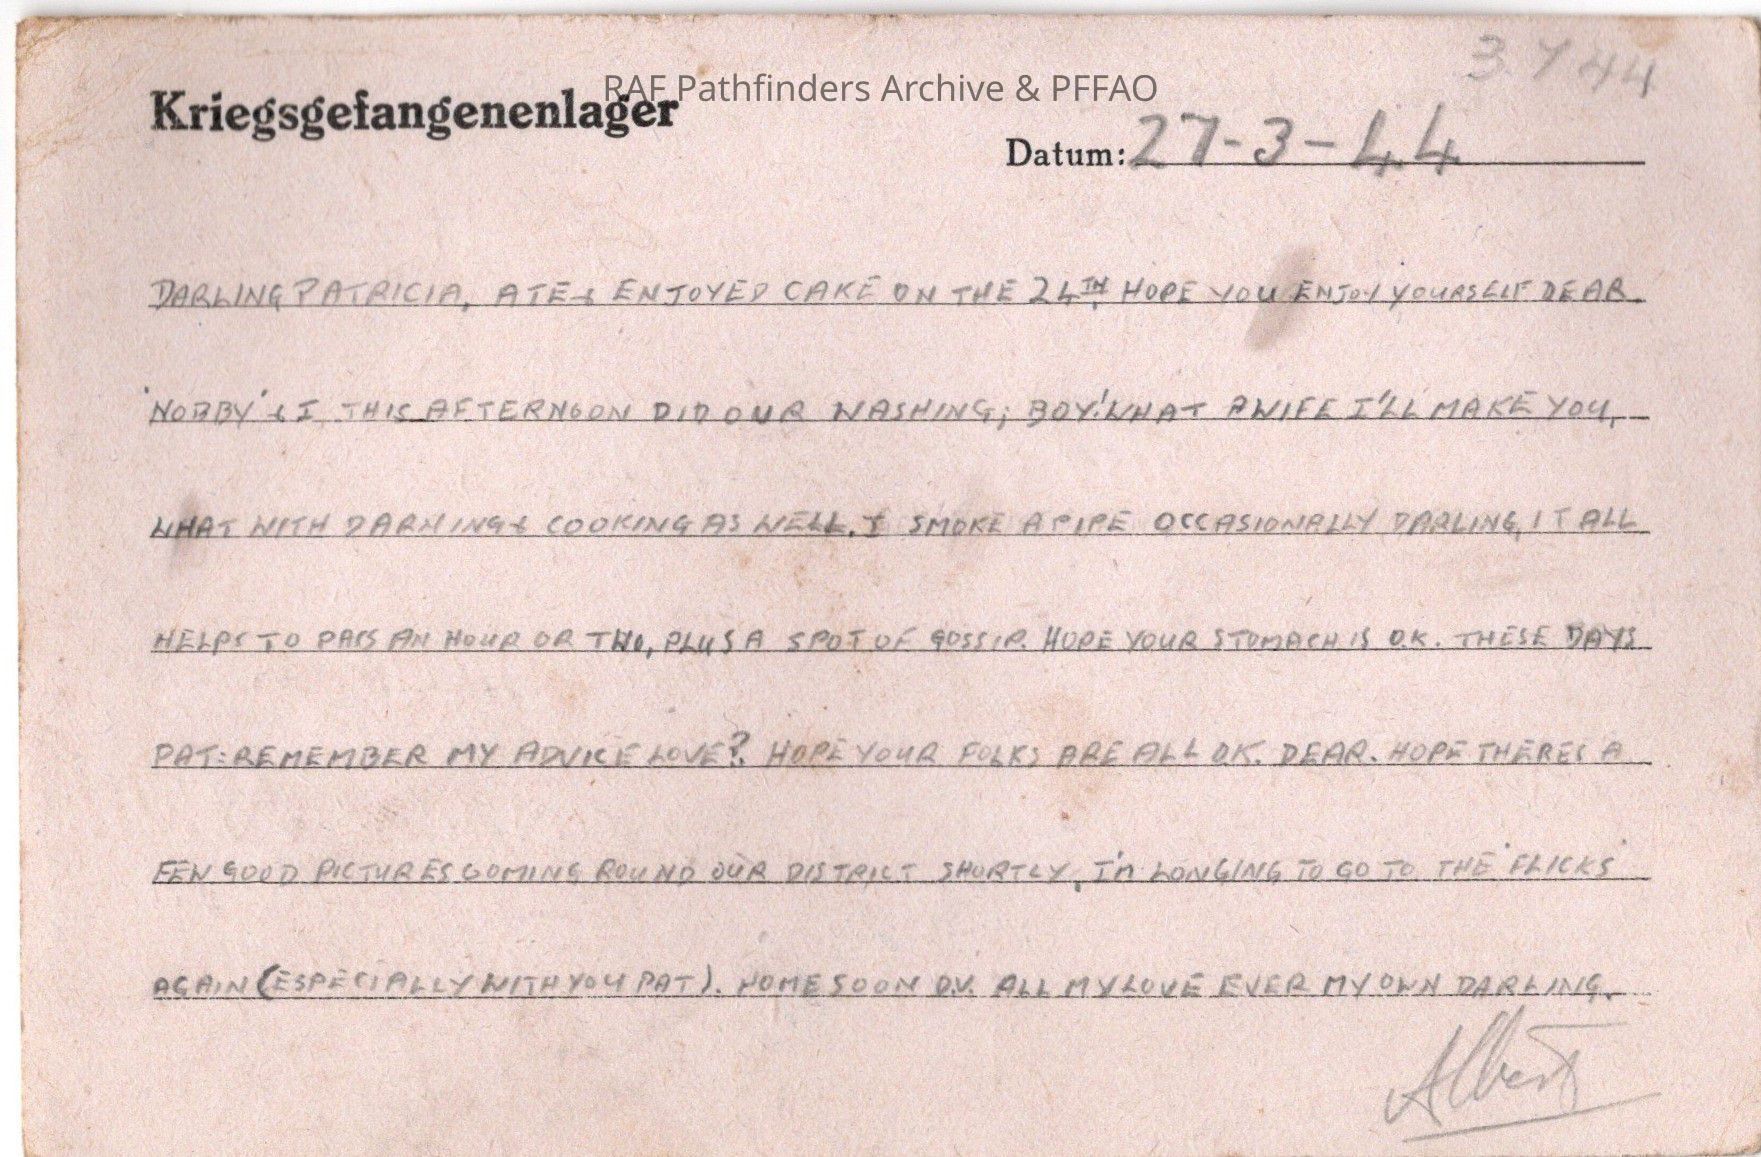 3 7 44
RAF Pathfinders Archive & PFFAO
Kriegsgefangenenlager
Datum: 27-3-44
DARLING PATRICIA, ATE & ENJOYED CAKE ON THE 24TH. HOPE YOU ENJOY YOURSELF DEAR.
'NOBBY' & I THIS AFTERNOON DID OUR WASHING; BOY! WHAT A WIFE I'LL MAKE YOU,
WHAT WITH DARNING & COOKING AS WELL. I SMOKE A PIPE OCCASIONALLY DARLING, IT ALL
HELPS TO PASS AN HOUR OR TWO, PLUS A SPOT OF GOSSIP. HOPE YOUR STOMACH IS O.K. THESE DAYS
PAT: REMEMBER MY ADVICE LOVE? HOPE YOUR FOLKS ARE ALL O.K. DEAR. HOPE THERES A
FEW GOOD PICTURES COMING ROUND OUR DISTRICT SHORTLY, I'M LONGING TO GO TO THE 'FLICKS'
AGAIN (ESPECIALLY WITH YOU PAT). HOME SOON D.V. ALL MY LOVE EVER MY OWN DARLING.
Albert